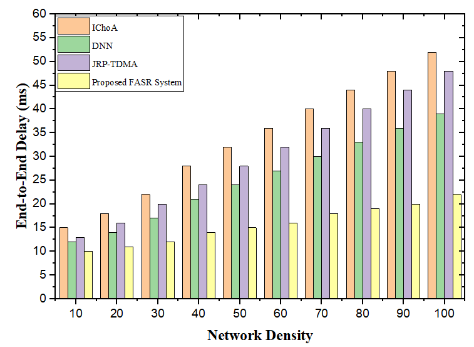 60
55
50
45
40
35
30
25
20
15
10
5
0
End-to-End Delay (ms)
IChoA
DNN
JRP-TDMA
Proposed FASR System
10 20 30 40 50 60 70 80 90 100
Network Density